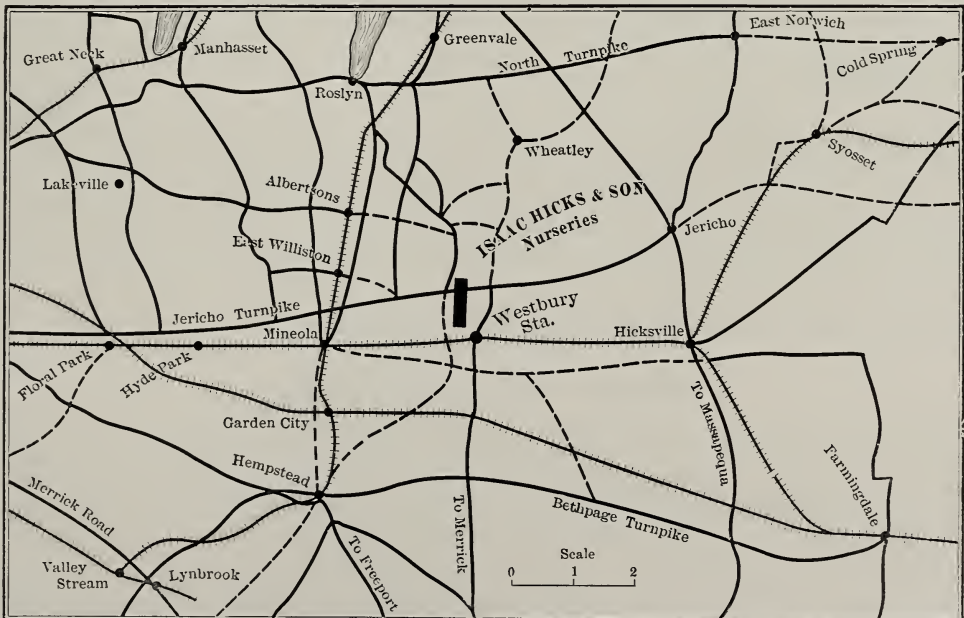 East Norwich
Great Neck
Manhasset
Greenvale
North Turnpike
Cold Spring
Roslyn
Wheatley
Syosset
Lakeville
Albertsons
ISAAC HICKS & SON
Nurseries
Jericho
East Williston
Jericho Turnpike
Mineola
Westbury
Sta.
Hicksville
Floral Park
Hyde Park
Garden City
To Massapequa
Hempstead
Farmingdale
Merrick Road
Bethpage Turnpike
To Merrick
To Freeport
Valley
Stream
Lynbrook
Scale
0 1 2